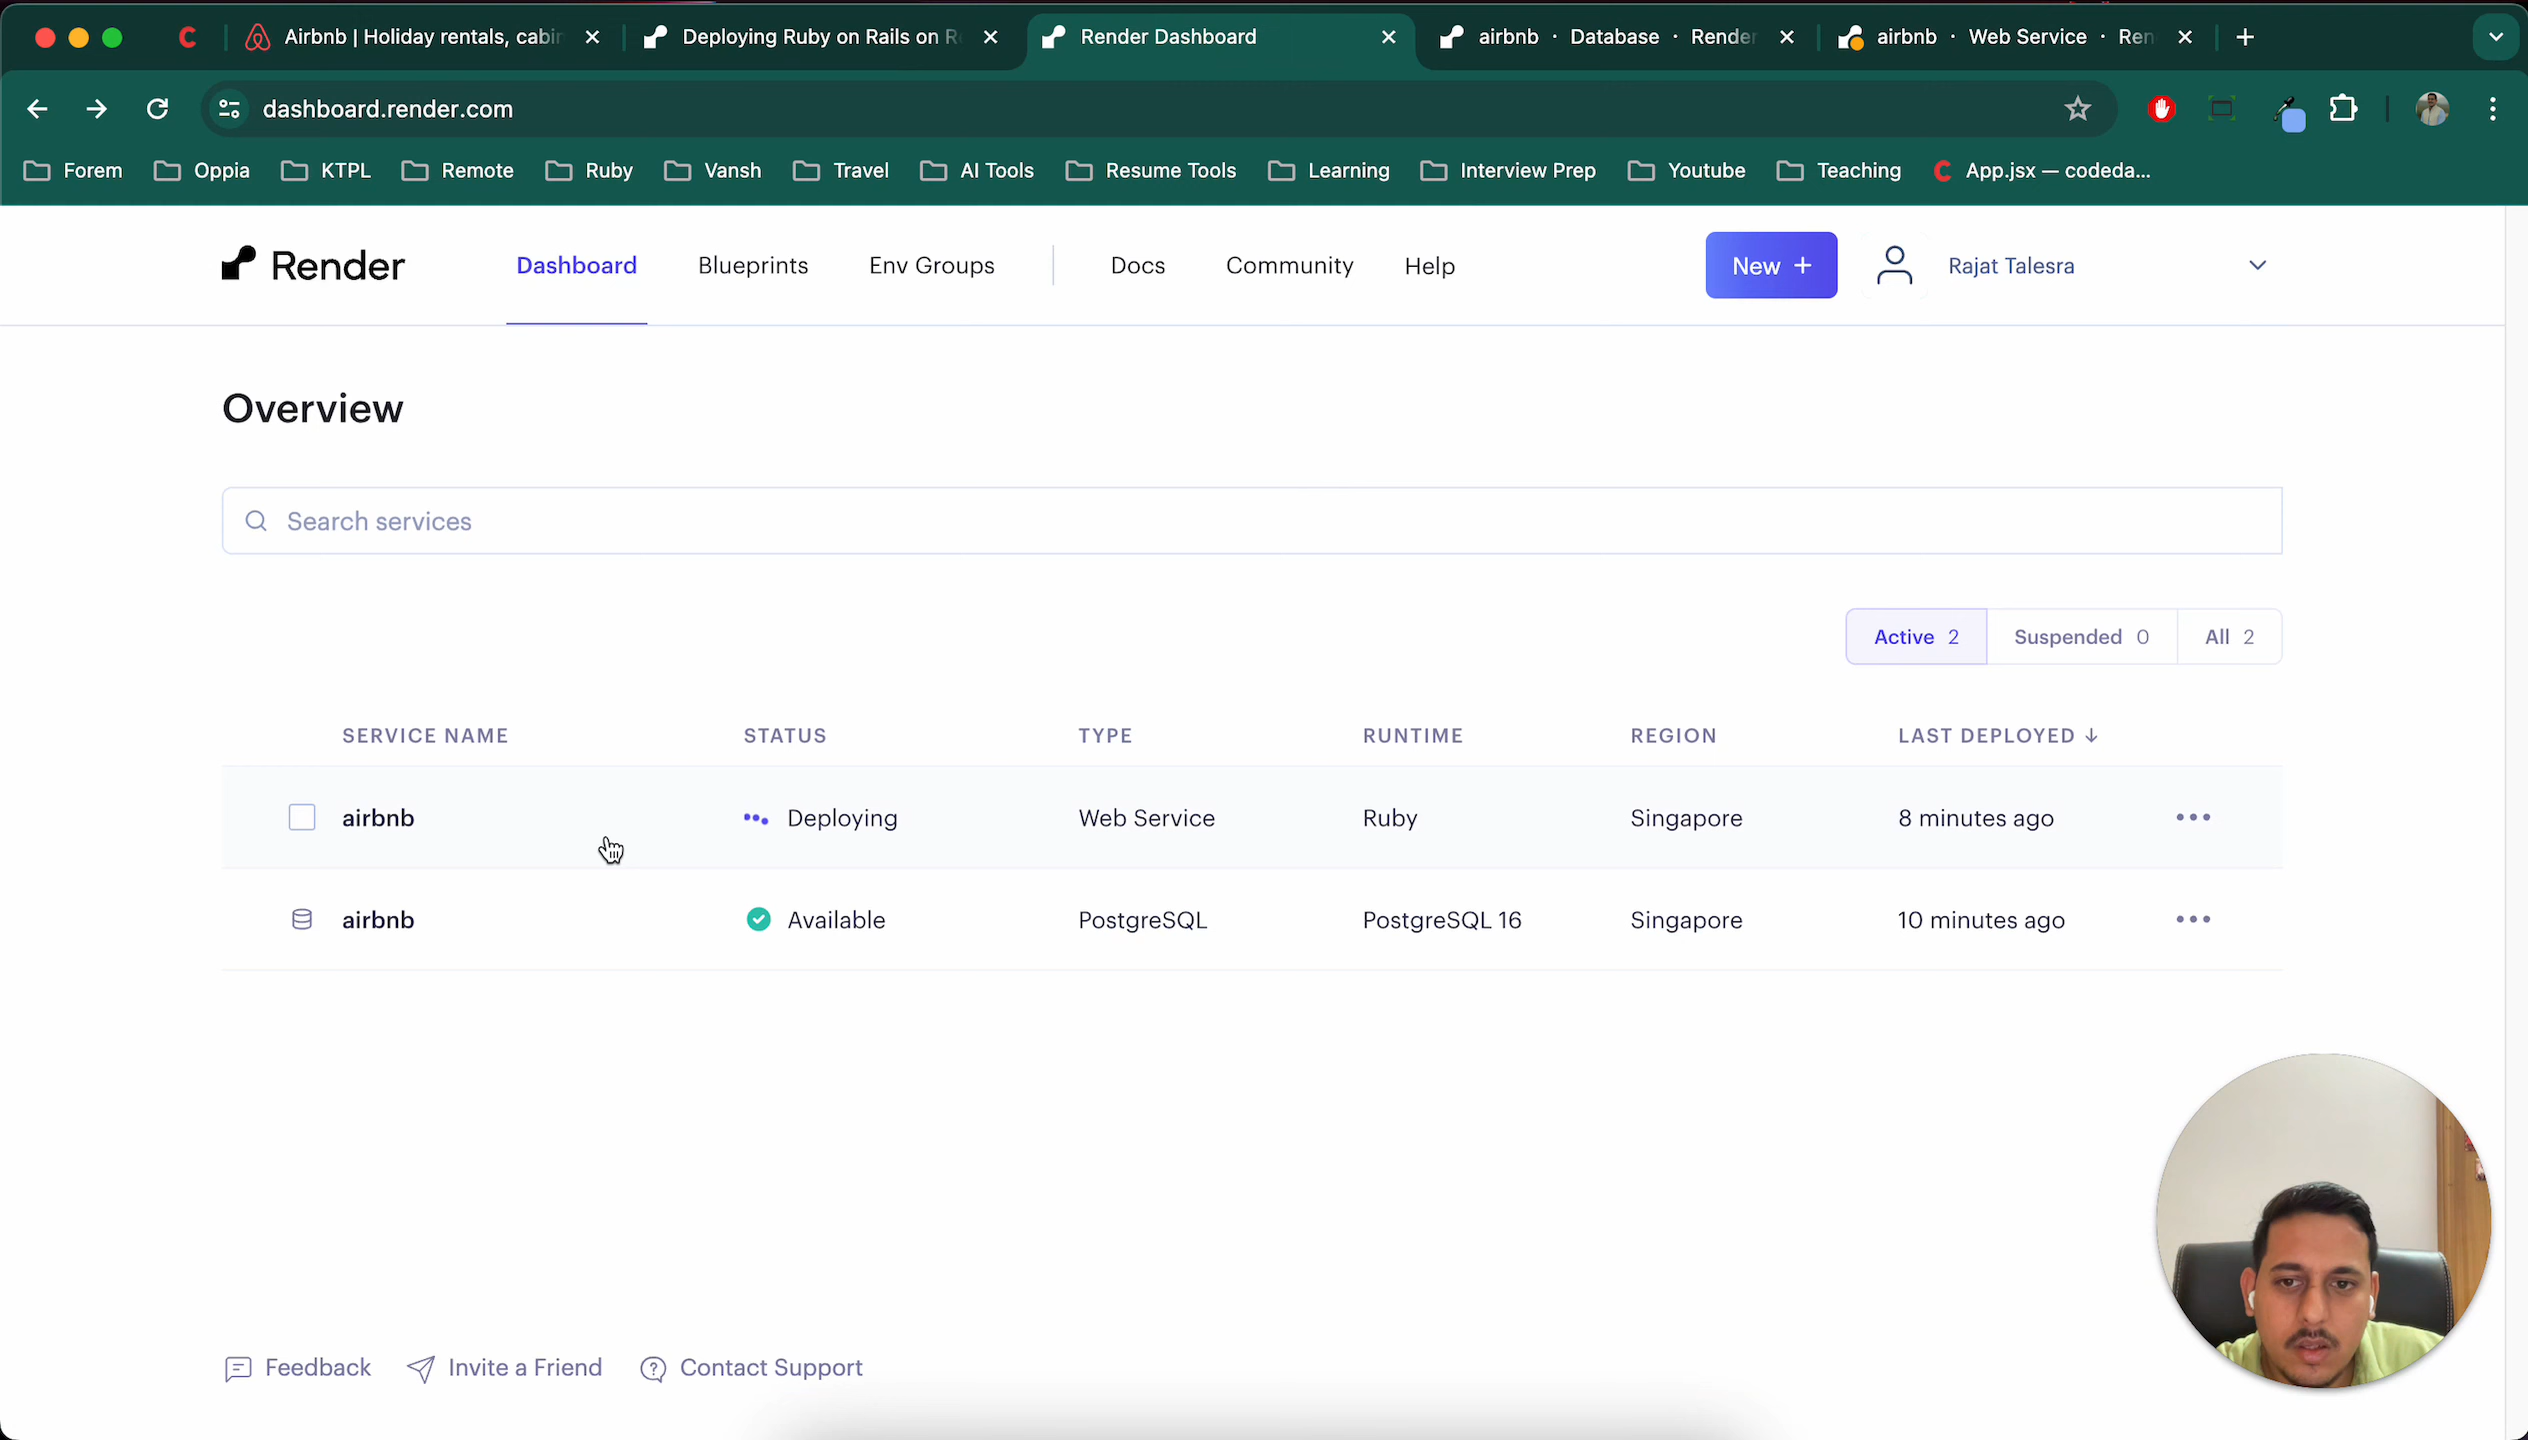 Airbnb | Holiday rentals, cabin
Deploying Ruby on Rails on R
Render Dashboard
airbnb · Database · Render
airbnb · Web Service · Ren
dashboard.render.com
Forem
Oppia
KTPL
Remote
Ruby
Vansh
Travel
AI Tools
Resume Tools
Learning
Interview Prep
Youtube
Teaching
App.jsx — codeda...
Render
Dashboard
Blueprints
Env Groups
Docs
Community
Help
New +
Rajat Talesra
Overview
Search services
Active 2
Suspended 0
All 2
SERVICE NAME STATUS TYPE RUNTIME REGION LAST DEPLOYED ↓
airbnb Deploying Web Service Ruby Singapore 8 minutes ago
airbnb Available PostgreSQL PostgreSQL 16 Singapore 10 minutes ago
Feedback
Invite a Friend
Contact Support